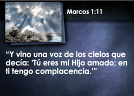 Marcos 1:11
“Y vino una voz de los cielos que
decía: ‘Tú eres mi Hijo amado; en
ti tengo complacencia.’”